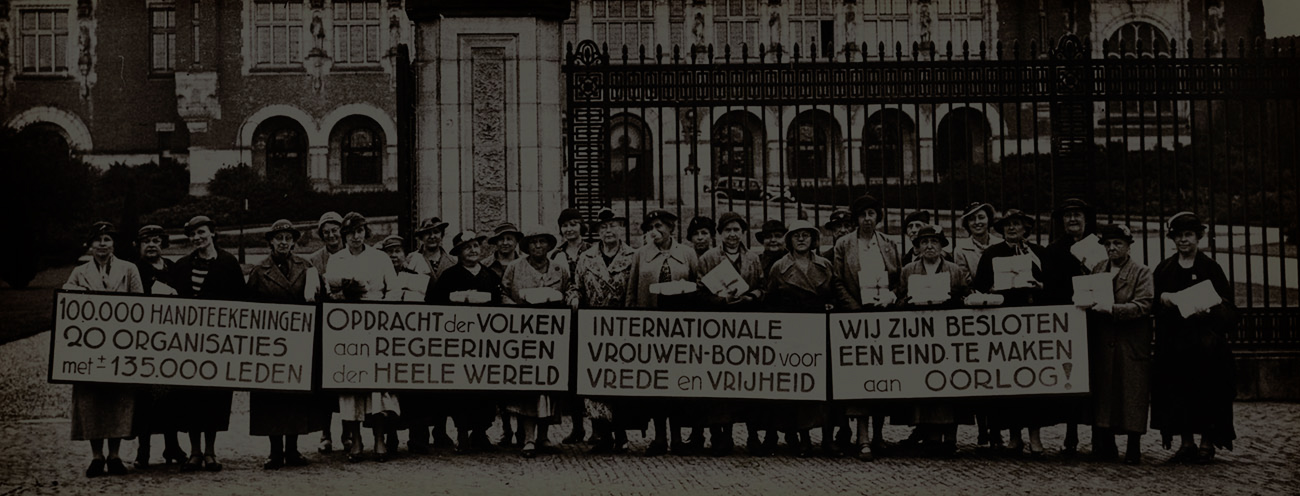 100.000 HANDTEEKENINGEN
20 ORGANISATIES
met ± 135.000 LEDEN
OPDRACHT der VOLKEN
aan REGEERINGEN
der HEELE WERELD
INTERNATIONALE
VROUWEN-BOND voor
VREDE en VRIJHEID
WIJ ZIJN BESLOTEN
EEN EIND TE MAKEN
aan OORLOG!